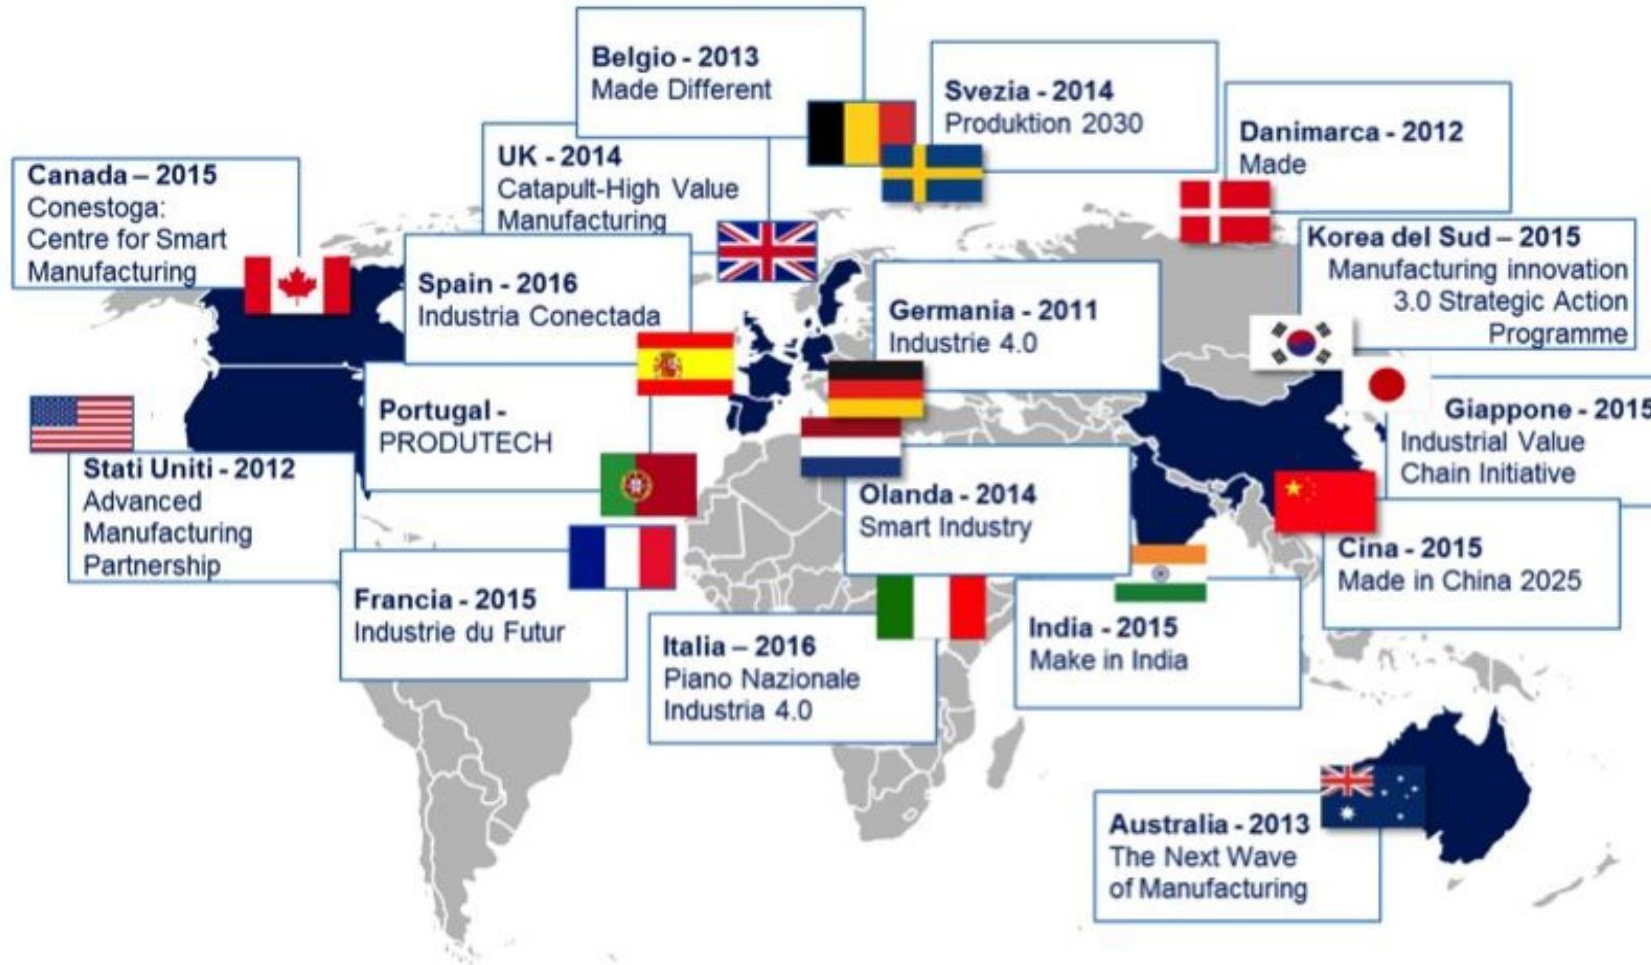 Belgio - 2013
Made Different
Svezia - 2014
Produktion 2030
Danimarca - 2012
Made
UK - 2014
Catapult-High Value
Manufacturing
Canada – 2015
Conestoga:
Centre for Smart
Manufacturing
Korea del Sud – 2015
Manufacturing innovation
3.0 Strategic Action
Programme
Spain - 2016
Industria Conectada
Germania - 2011
Industrie 4.0
Portugal -
PRODUTECH
Giappone - 2015
Industrial Value
Chain Initiative
Stati Uniti - 2012
Advanced
Manufacturing
Partnership
Olanda - 2014
Smart Industry
Cina - 2015
Made in China 2025
Francia - 2015
Industrie du Futur
Italia – 2016
Piano Nazionale
Industria 4.0
India - 2015
Make in India
Australia - 2013
The Next Wave
of Manufacturing